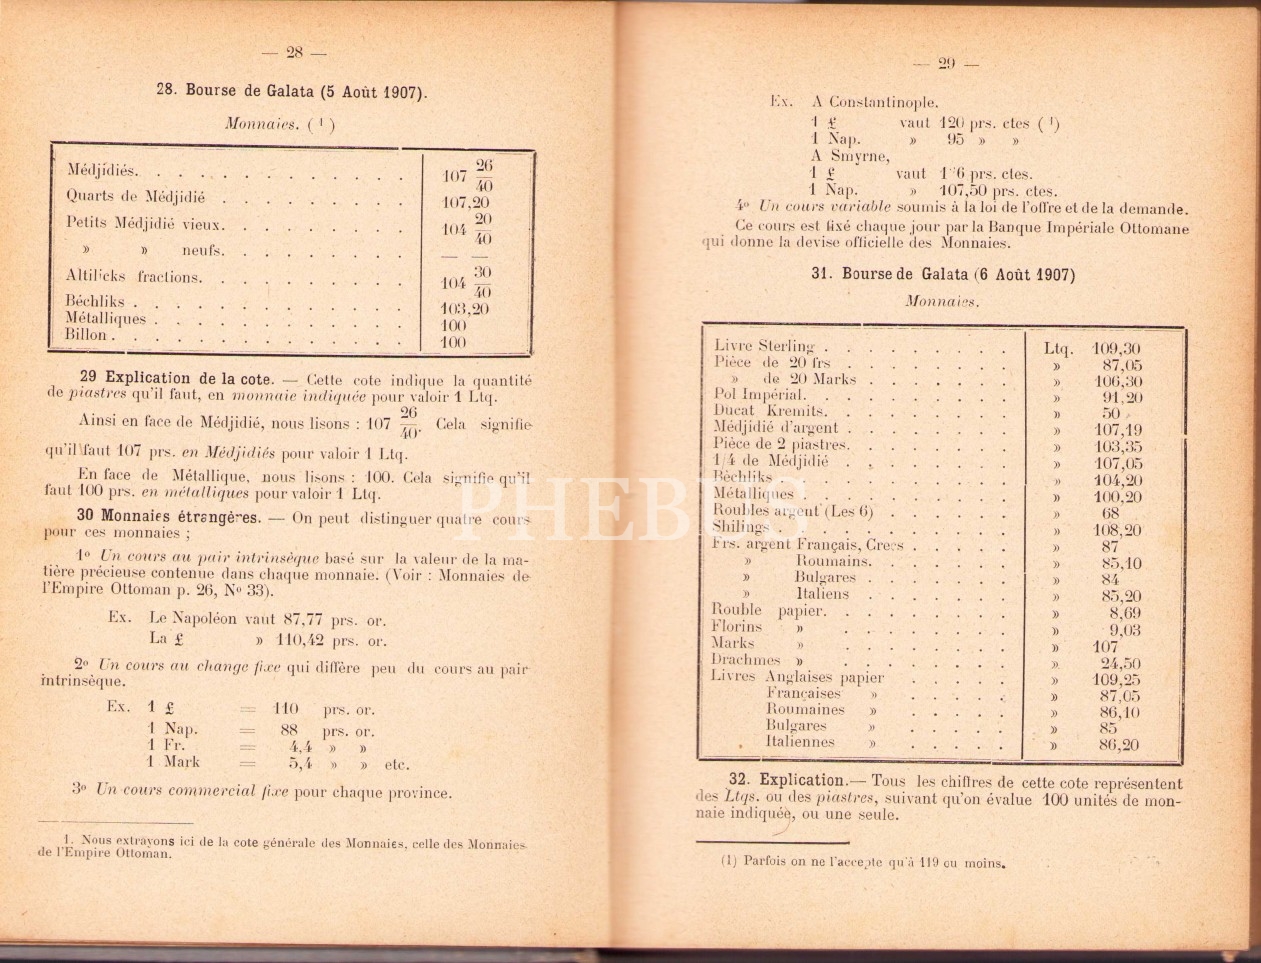 — 28 —
28. Bourse de Galata (5 Août 1907).
Monnaies. (1)
Médjidiés. . . . . . . . . . . 107 26/40
Quarts de Médjidié . . . . . . . . . 107,20
Petits Médjidié vieux. . . . . . . . . 104 20/40
» » neufs. . . . . . . . . — —
Altilicks fractions. . . . . . . . . . 104 30/40
Béchliks . . . . . . . . . . . 103,20
Métalliques . . . . . . . . . . 100
Billon . . . . . . . . . . . . 100
29 Explication de la cote. — Cette cote indique la quantité
de piastres qu'il faut, en monnaie indiquée pour valoir 1 Ltq.
Ainsi en face de Médjidié, nous lisons : 107 26/40. Cela signifie
qu'il faut 107 prs. en Médjidiés pour valoir 1 Ltq.
En face de Métallique, nous lisons : 100. Cela signifie qu'il
faut 100 prs. en métalliques pour valoir 1 Ltq.
30 Monnaies étrangères. — On peut distinguer quatre cours
pour ces monnaies ;
1º Un cours au pair intrinsèque basé sur la valeur de la ma-
tière précieuse contenue dans chaque monnaie. (Voir : Monnaies de
l'Empire Ottoman p. 26, Nº 33).
Ex. Le Napoléon vaut 87,77 prs. or.
La £ » 110,42 prs. or.
2º Un cours au change fixe qui diffère peu du cours au pair
intrinsèque.
Ex. 1 £ = 110 prs. or.
1 Nap. = 88 prs. or.
1 Fr. = 4,4 » »
1 Mark = 5,4 » » etc.
3º Un cours commercial fixe pour chaque province.
1. Nous extrayons ici de la cote générale des Monnaies, celle des Monnaies
de l'Empire Ottoman.
— 29 —
Ex. A Constantinople.
1 £ vaut 120 prs. ctes (1)
1 Nap. » 95 » »
A Smyrne,
1 £ vaut prs. ctes.
1 Nap. » 107,50 prs. ctes.
4º Un cours variable soumis à la loi de l'offre et de la demande.
Ce cours est fixé chaque jour par la Banque Impériale Ottomane
qui donne la devise officielle des Monnaies.
31. Bourse de Galata (6 Août 1907)
Monnaies.
Livre Sterling . . . . . . . . . Ltq. 109,30
Pièce de 20 frs . . . . . . . . » 87,05
» de 20 Marks . . . . . . . » 106,30
Pol Impérial. . . . . . . . . » 91,20
Ducat Kremits. . . . . . . . . » 50
Médjidié d'argent . . . . . . . . » 107,19
Pièce de 2 piastres. . . . . . . . » 103,35
1/4 de Médjidié . . . . . . . . » 107,05
Béchliks . . . . . . . . . . » 104,20
Métalliques . . . . . . . . . » 100,20
Roubles argent (Les 6) . . . . . . » 68
Shilings . . . . . . . . . . » 108,20
Frs. argent Français, Grecs . . . . . » 87
» Roumains. . . . . . . » 85,10
» Bulgares . . . . . . . » 84
» Italiens . . . . . . . » 85,20
Rouble papier. . . . . . . . . » 8,69
Florins » . . . . . . . . » 9,03
Marks » . . . . . . . . » 107
Drachmes » . . . . . . . . » 24,50
Livres Anglaises papier . . . . . » 109,25
Françaises » . . . . . » 87,05
Roumaines » . . . . . » 86,10
Bulgares » . . . . . » 85
Italiennes » . . . . . » 86,20
32. Explication.— Tous les chiffres de cette cote représentent
des Ltqs. ou des piastres, suivant qu'on évalue 100 unités de mon-
naie indiquée, ou une seule.
(1) Parfois on ne l'accepte qu'à 119 ou moins.
PHEBUS